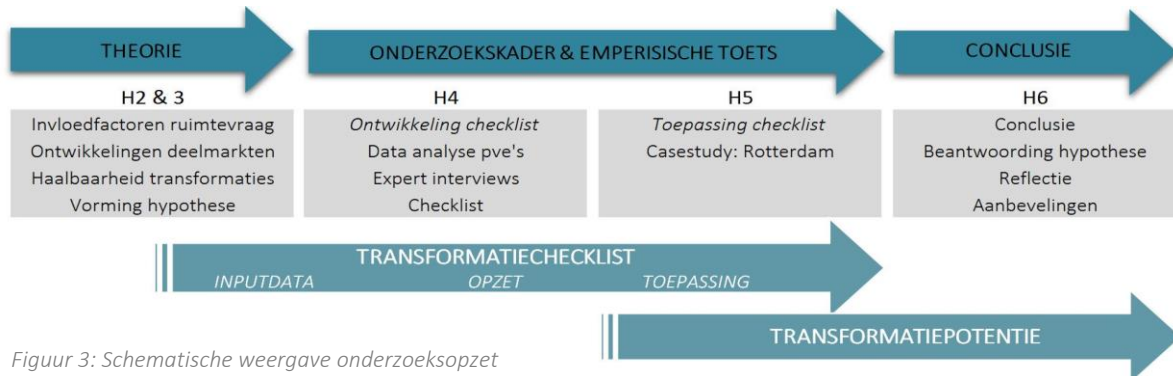 THEORIE
ONDERZOEKSKADER & EMPERISISCHE TOETS
CONCLUSIE
H2 & 3
Invloedfactoren ruimtevraag
Ontwikkelingen deelmarkten
Haalbaarheid transformaties
Vorming hypothese
H4
Ontwikkeling checklist
Data analyse pve's
Expert interviews
Checklist
H5
Toepassing checklist
Casestudy: Rotterdam
H6
Conclusie
Beantwoording hypothese
Reflectie
Aanbevelingen
TRANSFORMATIECHECKLIST
INPUTDATA OPZET TOEPASSING
TRANSFORMATIEPOTENTIE
Figuur 3: Schematische weergave onderzoeksopzet